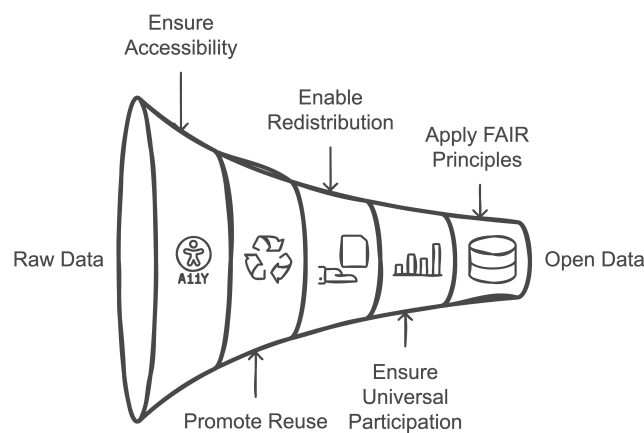 Ensure
Accessibility
Enable
Redistribution
Apply FAIR
Principles
Raw Data
A11Y
Open Data
Promote Reuse
Ensure
Universal
Participation